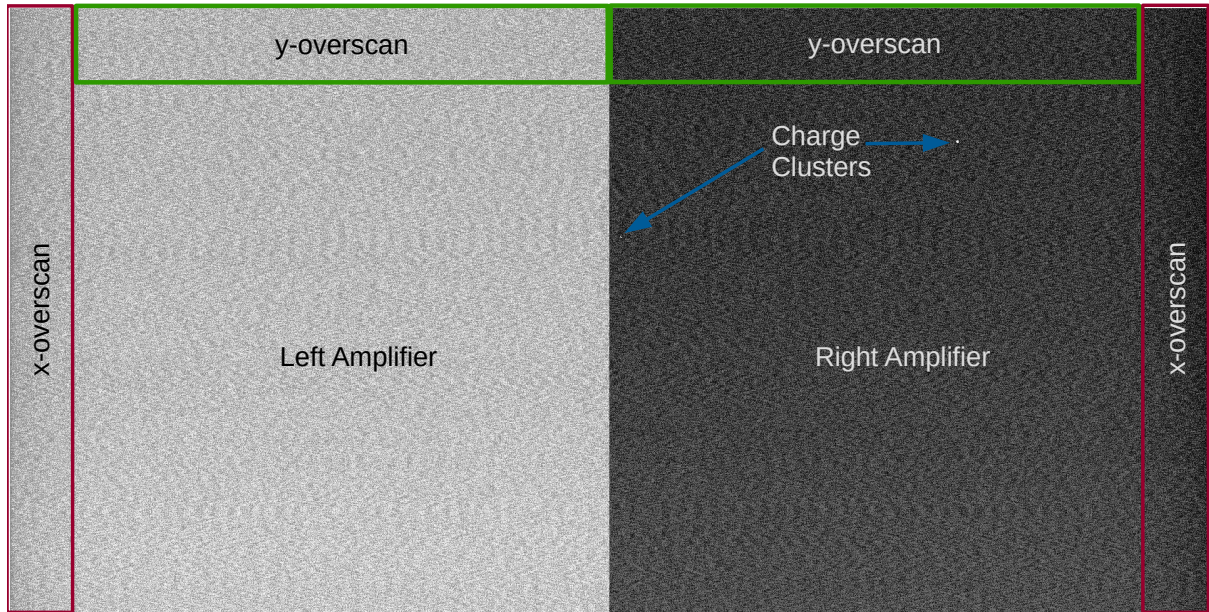 y-overscan
y-overscan
Charge
Clusters
x-overscan
x-overscan
Left Amplifier
Right Amplifier